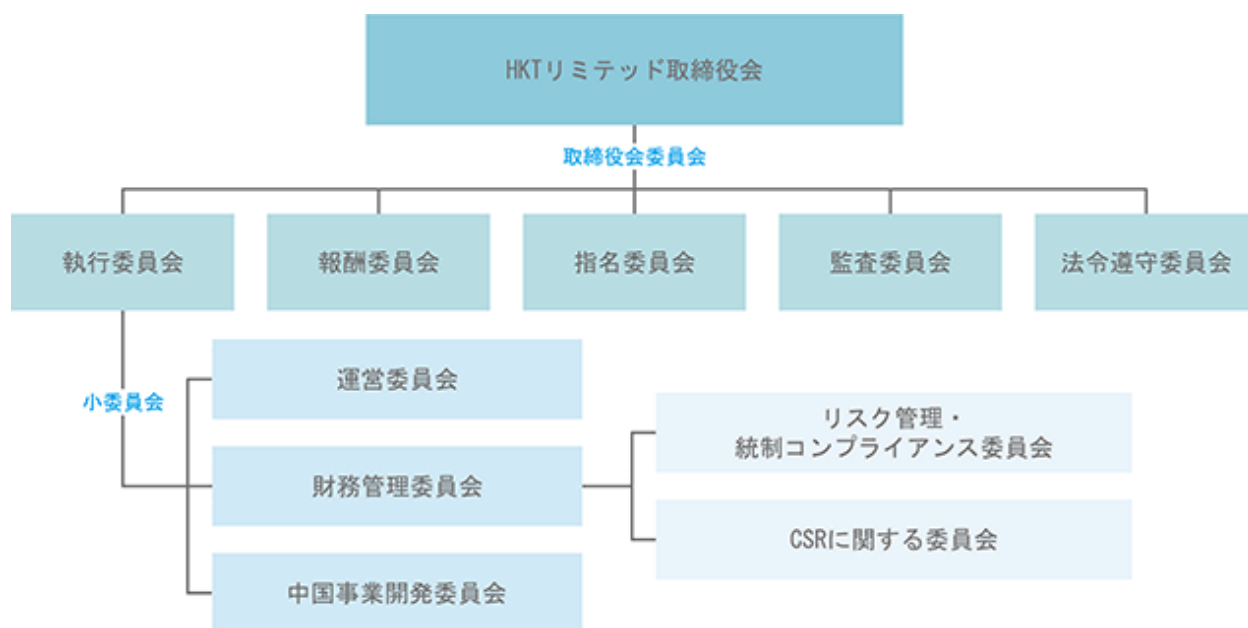 HKTリミテッド取締役会
取締役会委員会
執行委員会
報酬委員会
指名委員会
監査委員会
法令遵守委員会
小委員会
運営委員会
財務管理委員会
中国事業開発委員会
リスク管理・
統制コンプライアンス委員会
CSRに関する委員会